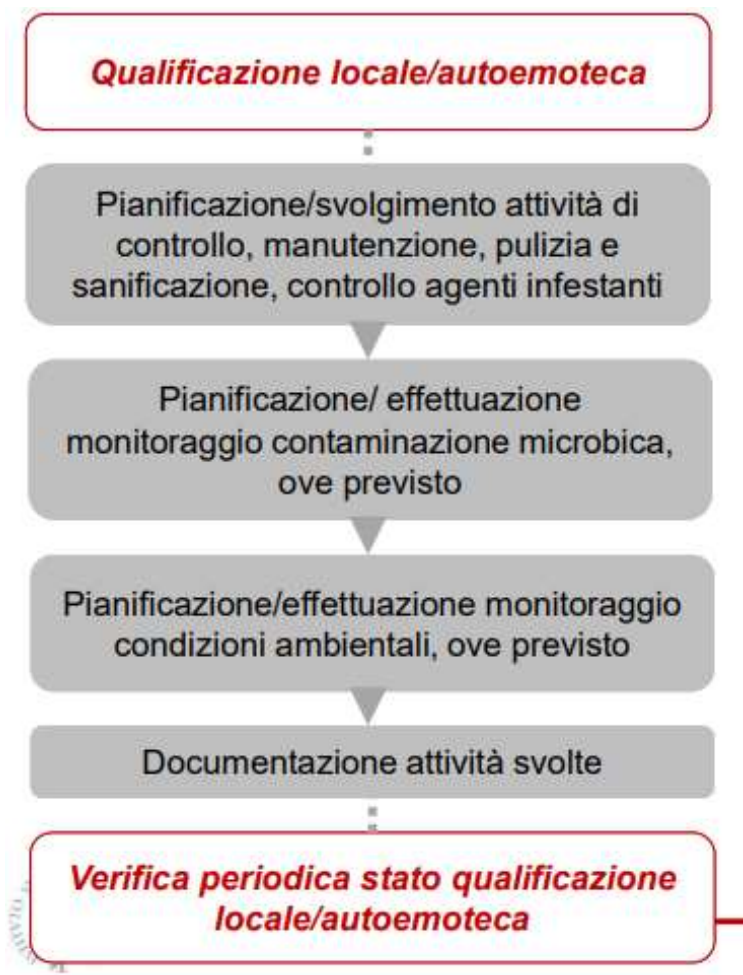 Qualificazione locale/autoemoteca
Pianificazione/svolgimento attività di
controllo, manutenzione, pulizia e
sanificazione, controllo agenti infestanti
Pianificazione/ effettuazione
monitoraggio contaminazione microbica,
ove previsto
Pianificazione/effettuazione monitoraggio
condizioni ambientali, ove previsto
Documentazione attività svolte
Verifica periodica stato qualificazione
locale/autoemoteca